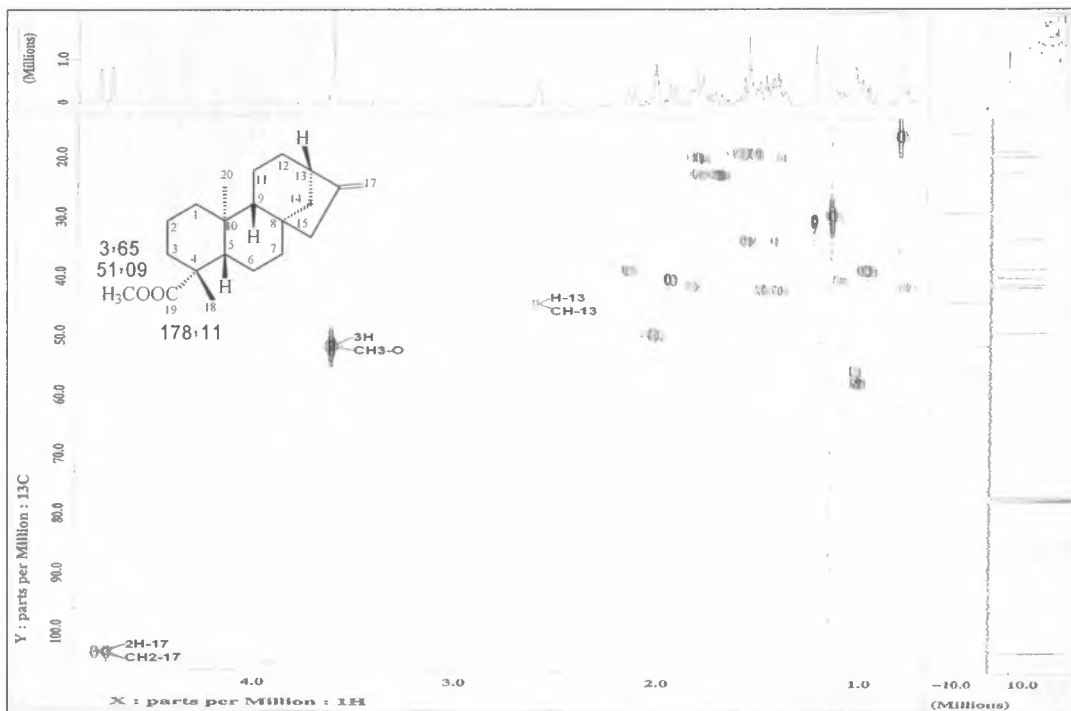 (Millions)
1.0
0
20.0
30.0
40.0
50.0
60.0
70.0
80.0
90.0
100.0
Y : parts per Million : 13C
H
12
13
17
11
20
14
9
1
2
10
8
15
H
3
5
7
4
6
3,65
51,09
H3COOC
H
19
18
178,11
H-13
CH-13
3H
CH3-O
2H-17
CH2-17
4.0
3.0
2.0
1.0
-10.0
10.0
X : parts per Million : 1H
(Millions)